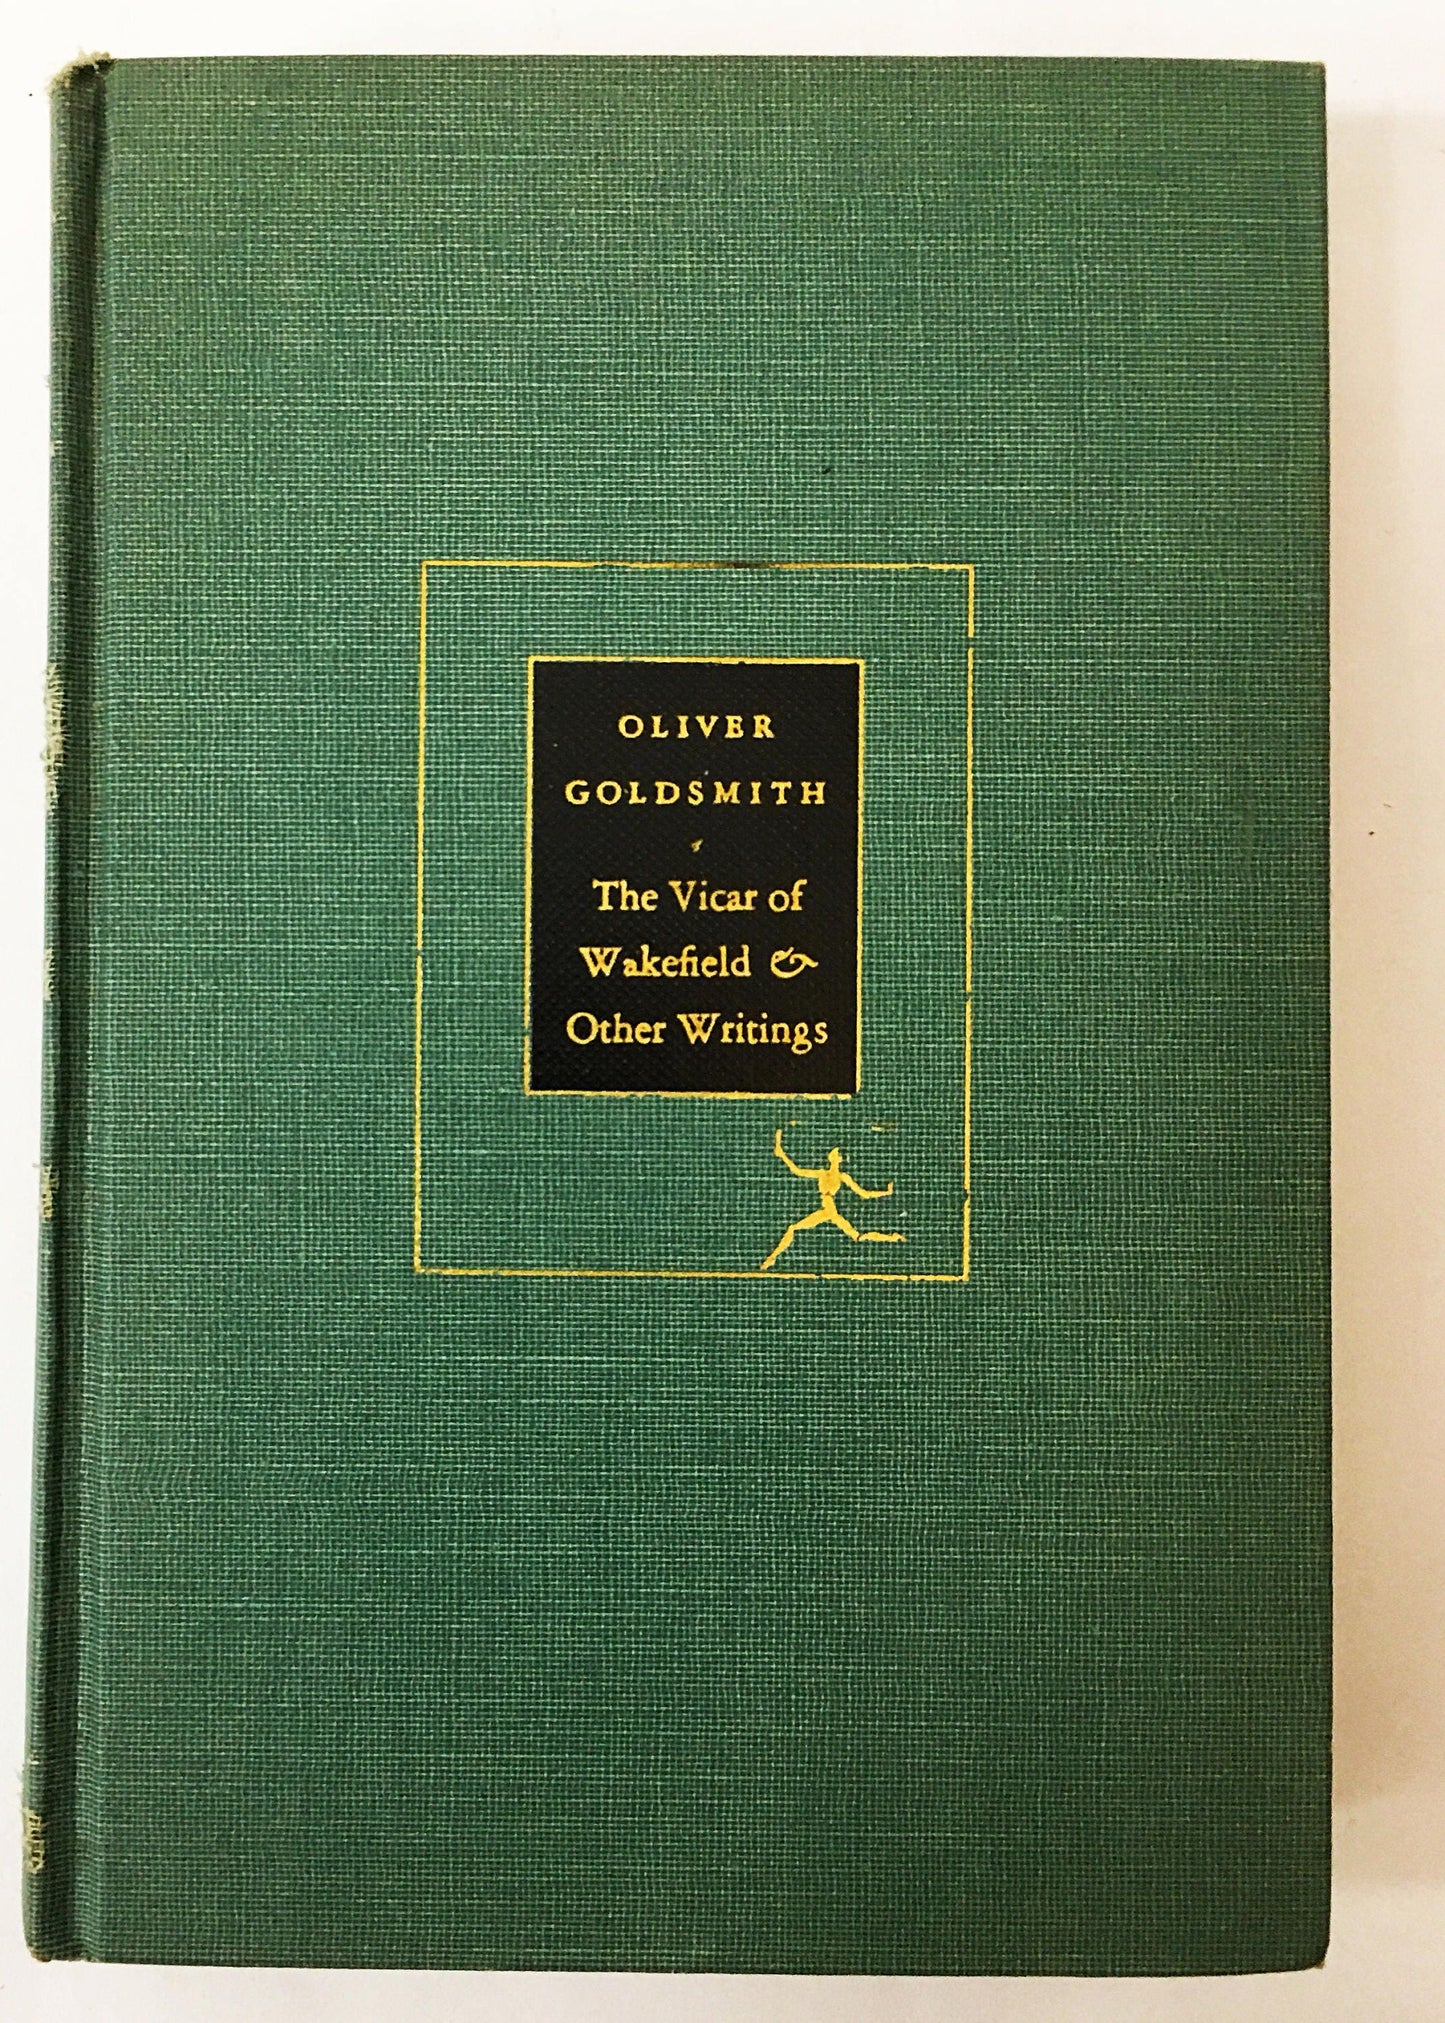 OLIVER
GOLDSMITH
The Vicar of
Wakefield &
Other Writings